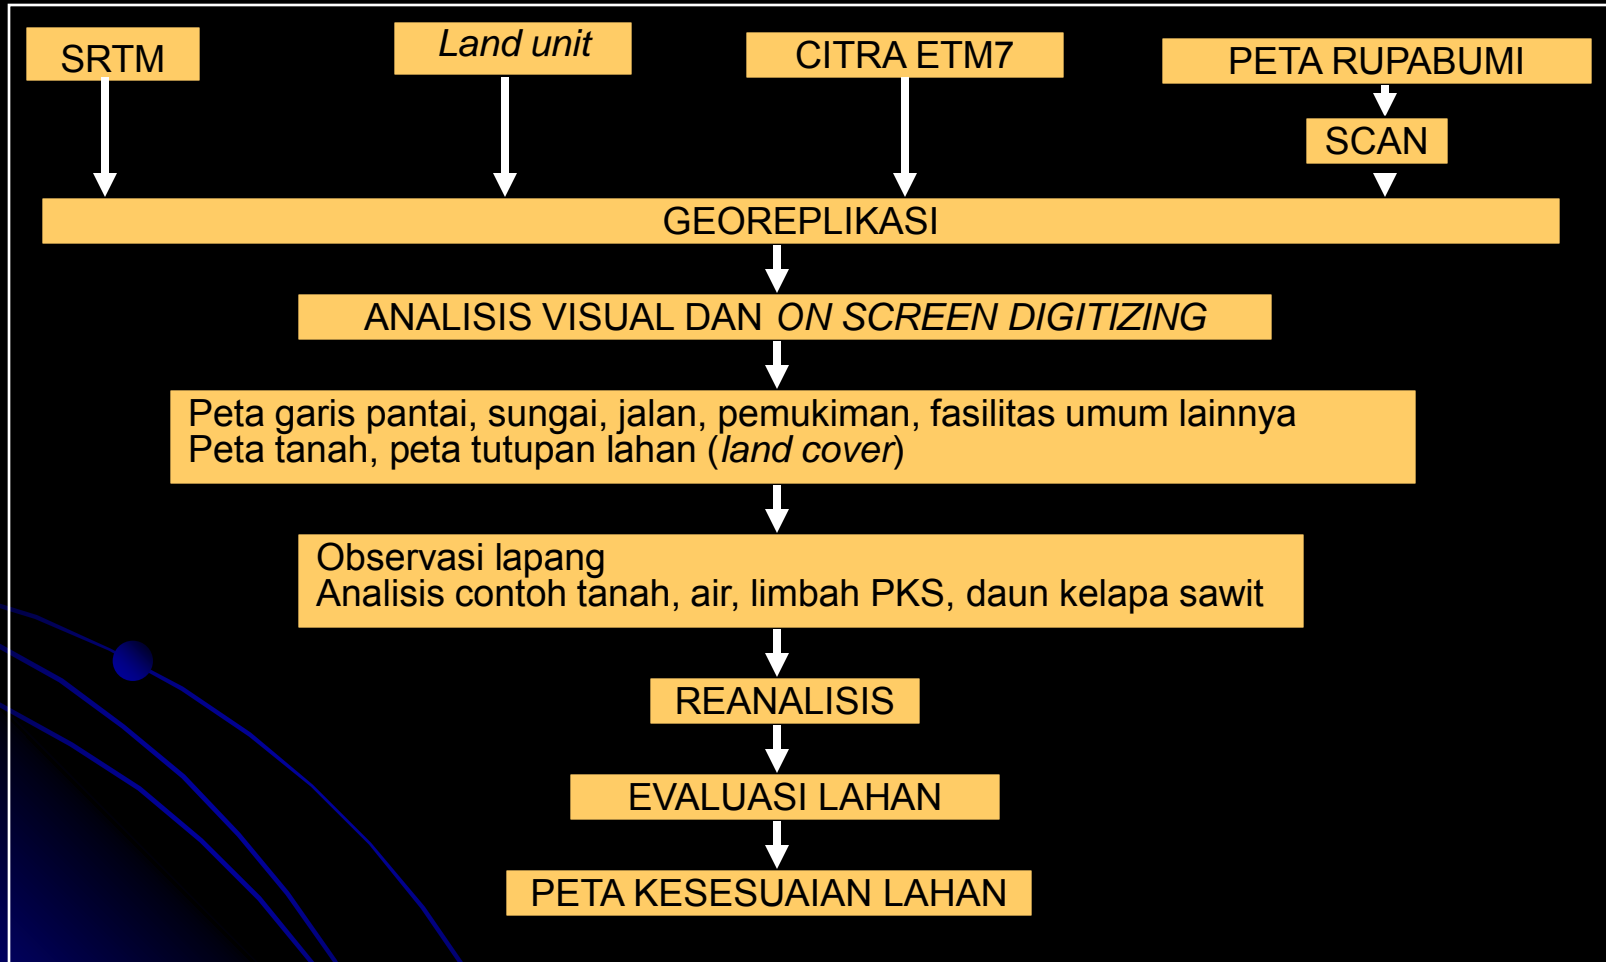 SRTM
Land unit
CITRA ETM7
PETA RUPABUMI
SCAN
GEOREPLIKASI
ANALISIS VISUAL DAN ON SCREEN DIGITIZING
Peta garis pantai, sungai, jalan, pemukiman, fasilitas umum lainnya
Peta tanah, peta tutupan lahan (land cover)
Observasi lapang
Analisis contoh tanah, air, limbah PKS, daun kelapa sawit
REANALISIS
EVALUASI LAHAN
PETA KESESUAIAN LAHAN